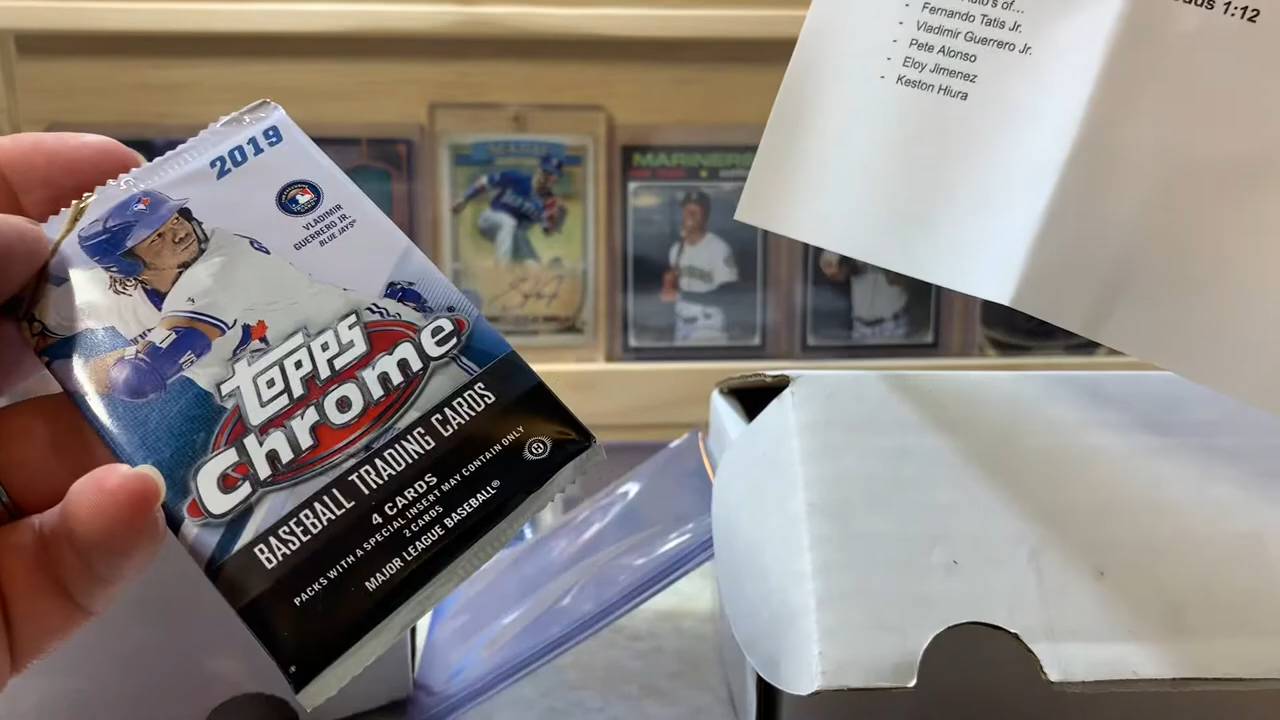 2019
VLADIMIR
GUERRERO JR.
BLUE JAYS®
Topps
Chrome®
BASEBALL TRADING CARDS
4 CARDS
PACKS WITH A SPECIAL INSERT MAY CONTAIN ONLY
2 CARDS
MAJOR LEAGUE BASEBALL®
of...
- Fernando Tatis Jr.
- Vladimir Guerrero Jr.
- Pete Alonso
- Eloy Jimenez
- Keston Hiura
1:12
MARINERS